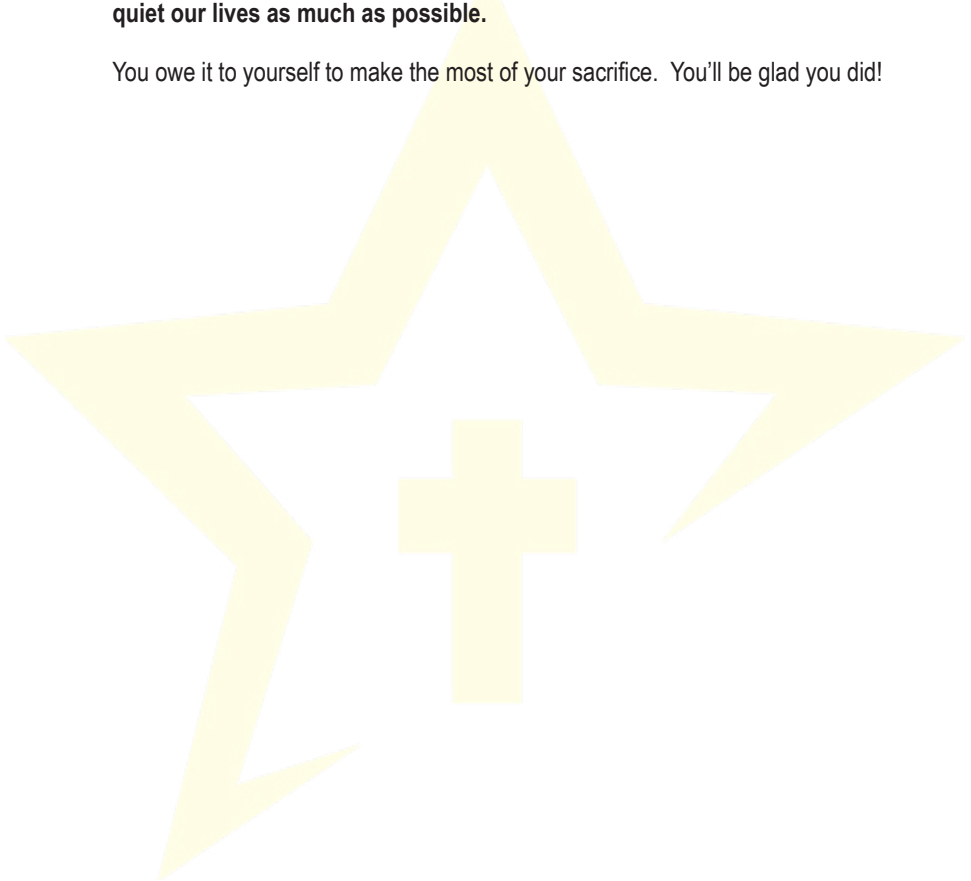 quiet our lives as much as possible.
You owe it to yourself to make the most of your sacrifice.  You’ll be glad you did!